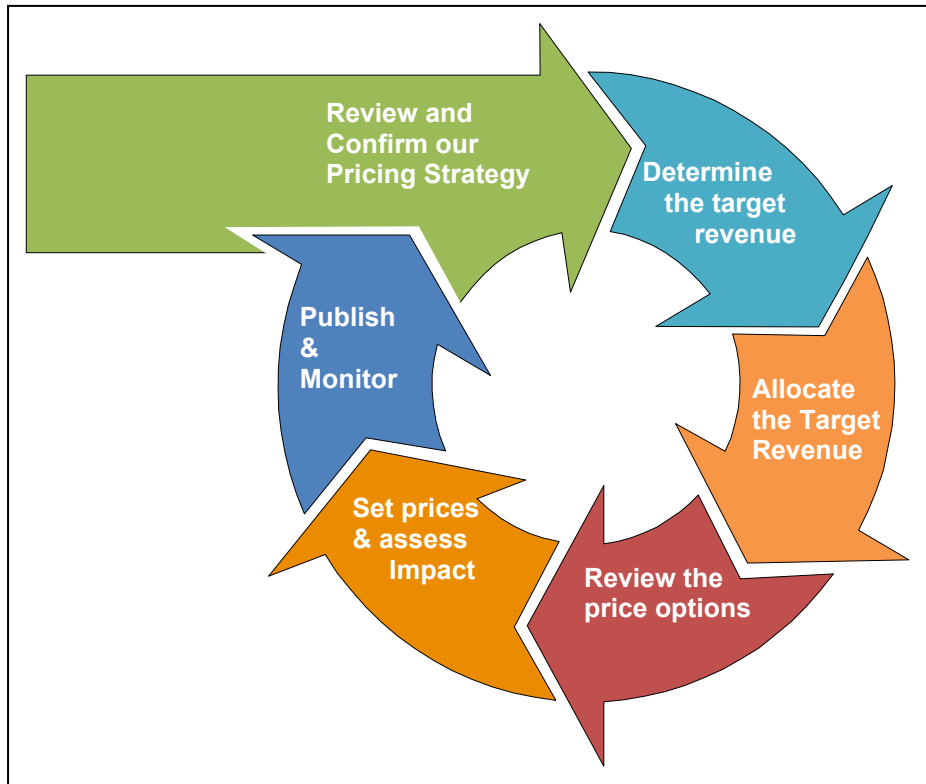 Review and
Confirm our
Pricing Strategy
Determine
the target
revenue
Allocate
the Target
Revenue
Review the
price options
Set prices
& assess
Impact
Publish
&
Monitor